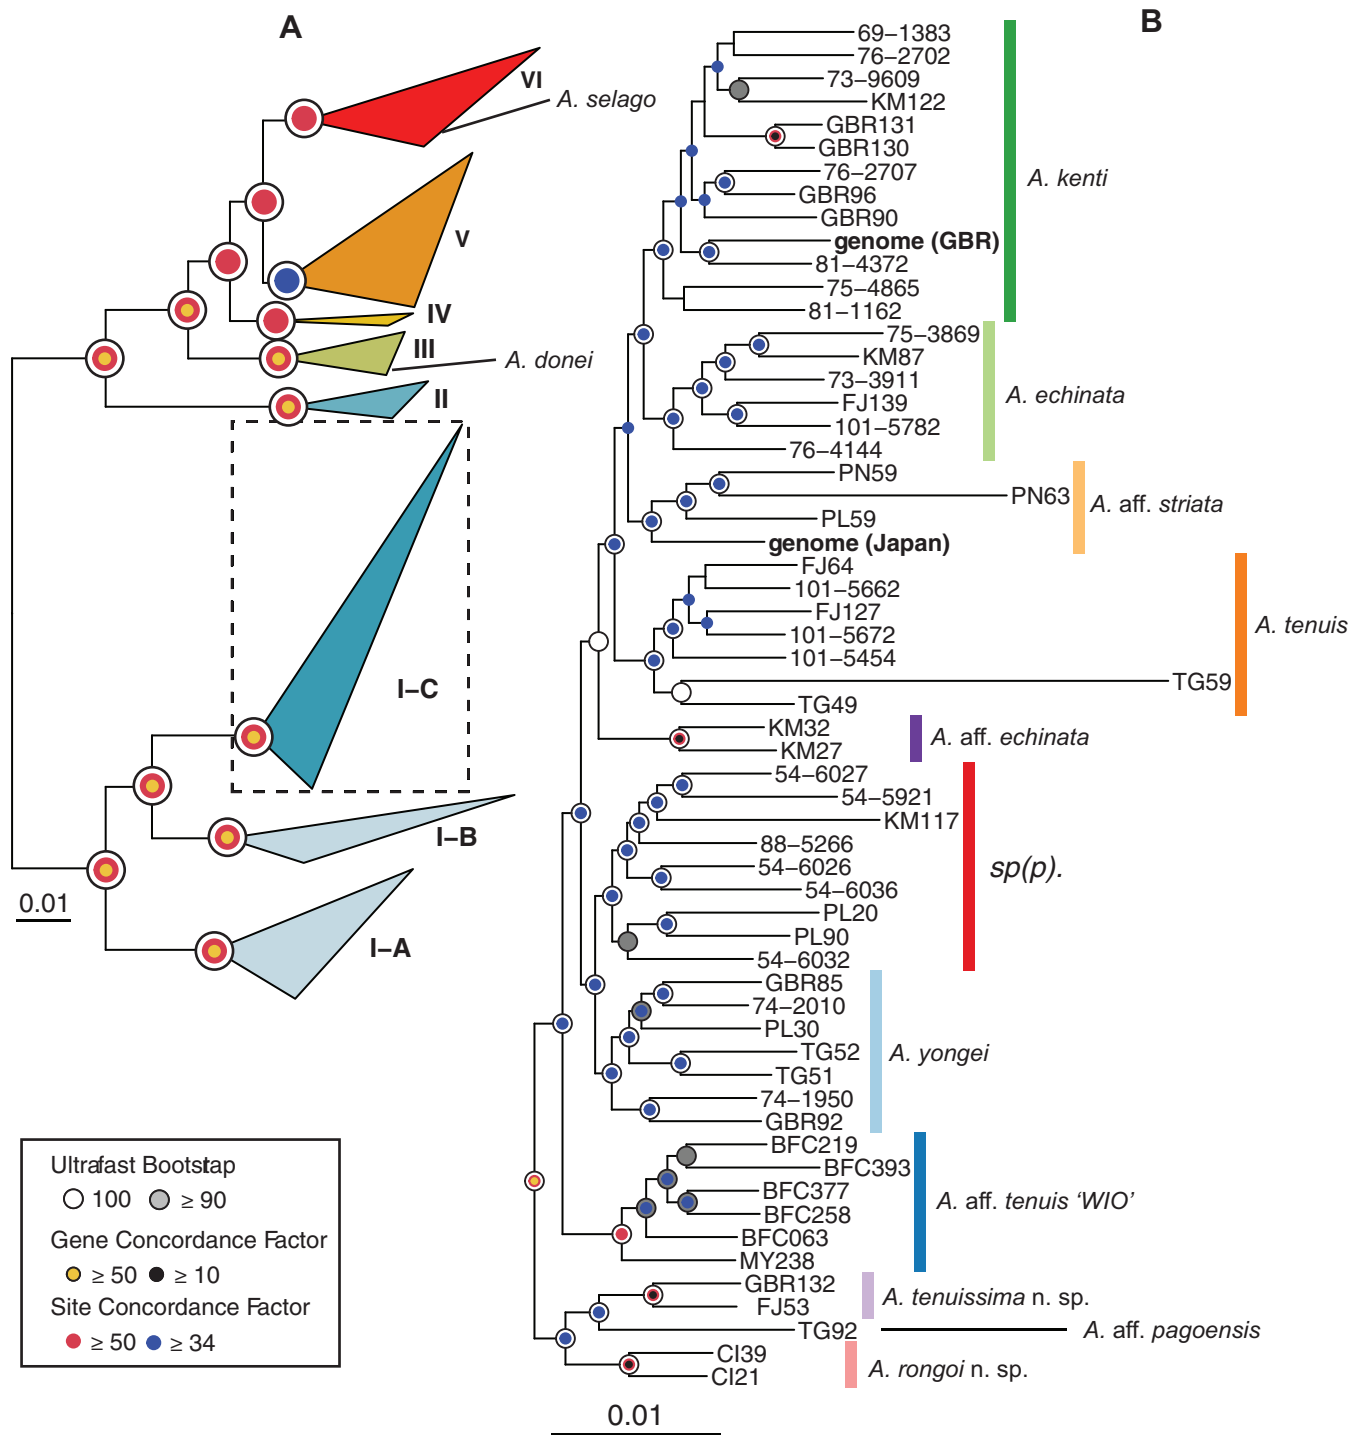 A
VI
A. selago
V
IV
III
A. donei
II
I–C
I–B
I–A
0.01
Ultrafast Bootstrap
100 ≥ 90
Gene Concordance Factor
≥ 50 ≥ 10
Site Concordance Factor
≥ 50 ≥ 34
B
69–1383
76–2702
73–9609
KM122
GBR131
GBR130
76–2707
GBR96
GBR90
genome (GBR)
81–4372
75–4865
81–1162
A. kenti
75–3869
KM87
73–3911
FJ139
101–5782
76–4144
A. echinata
PN59
PN63
PL59
genome (Japan)
A. aff. striata
FJ64
101–5662
FJ127
101–5672
101–5454
TG59
TG49
A. tenuis
KM32
KM27
A. aff. echinata
54–6027
54–5921
KM117
88–5266
54–6026
54–6036
PL20
PL90
54–6032
sp(p).
GBR85
74–2010
PL30
TG52
TG51
74–1950
GBR92
A. yongei
BFC219
BFC393
BFC377
BFC258
BFC063
MY238
A. aff. tenuis ‘WIO’
GBR132
FJ53
A. tenuissima n. sp.
TG92
A. aff. pagoensis
CI39
CI21
A. rongoi n. sp.
0.01